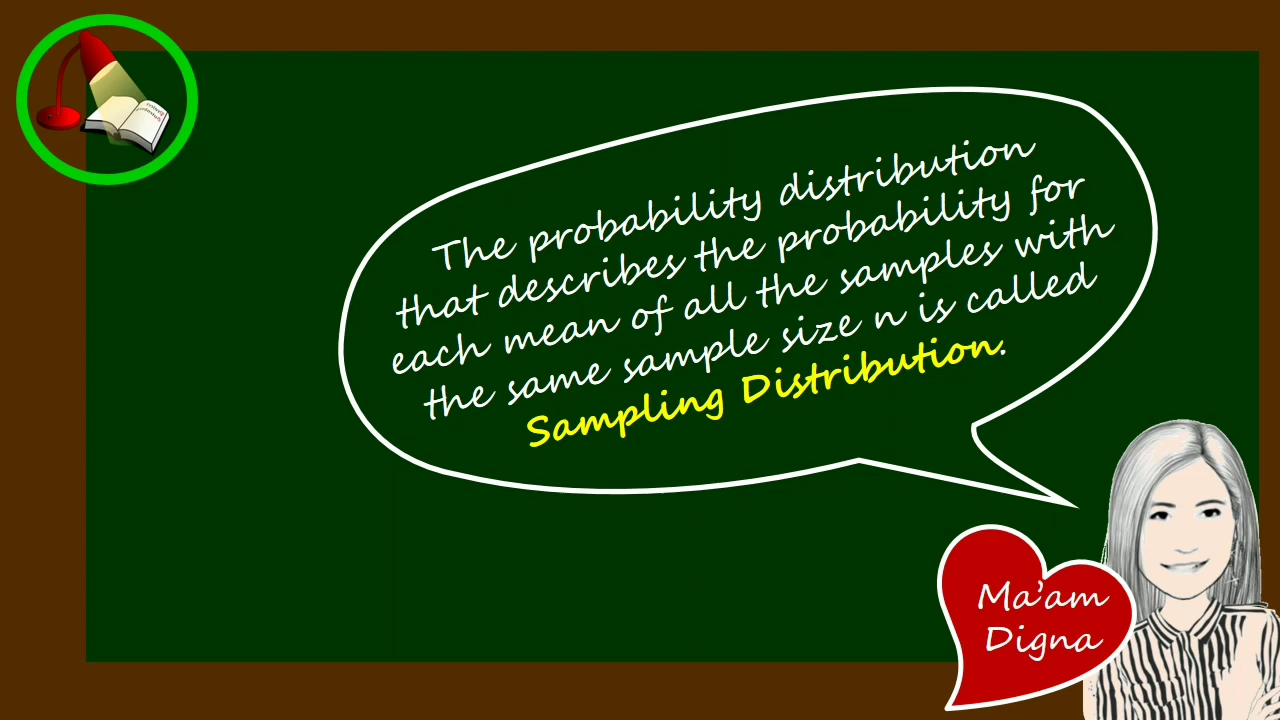 The probability distribution
that describes the probability for
each mean of all the samples with
the same sample size n is called
Sampling Distribution.
Ma'am
Digna